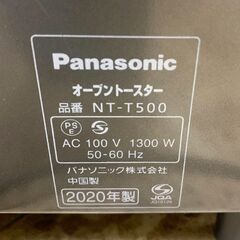 Panasonic
オーブントースター
品番 NT-T500
PS E
AC 100 V 1300 W
50-60 Hz
パナソニック株式会社
中国製
2020年製
JQA